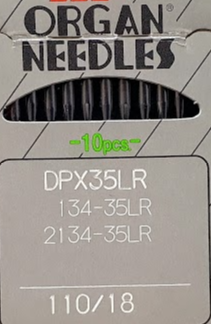 ORGAN®
NEEDLES
-10pcs.-
DPX35LR
134-35LR
2134-35LR
110/18